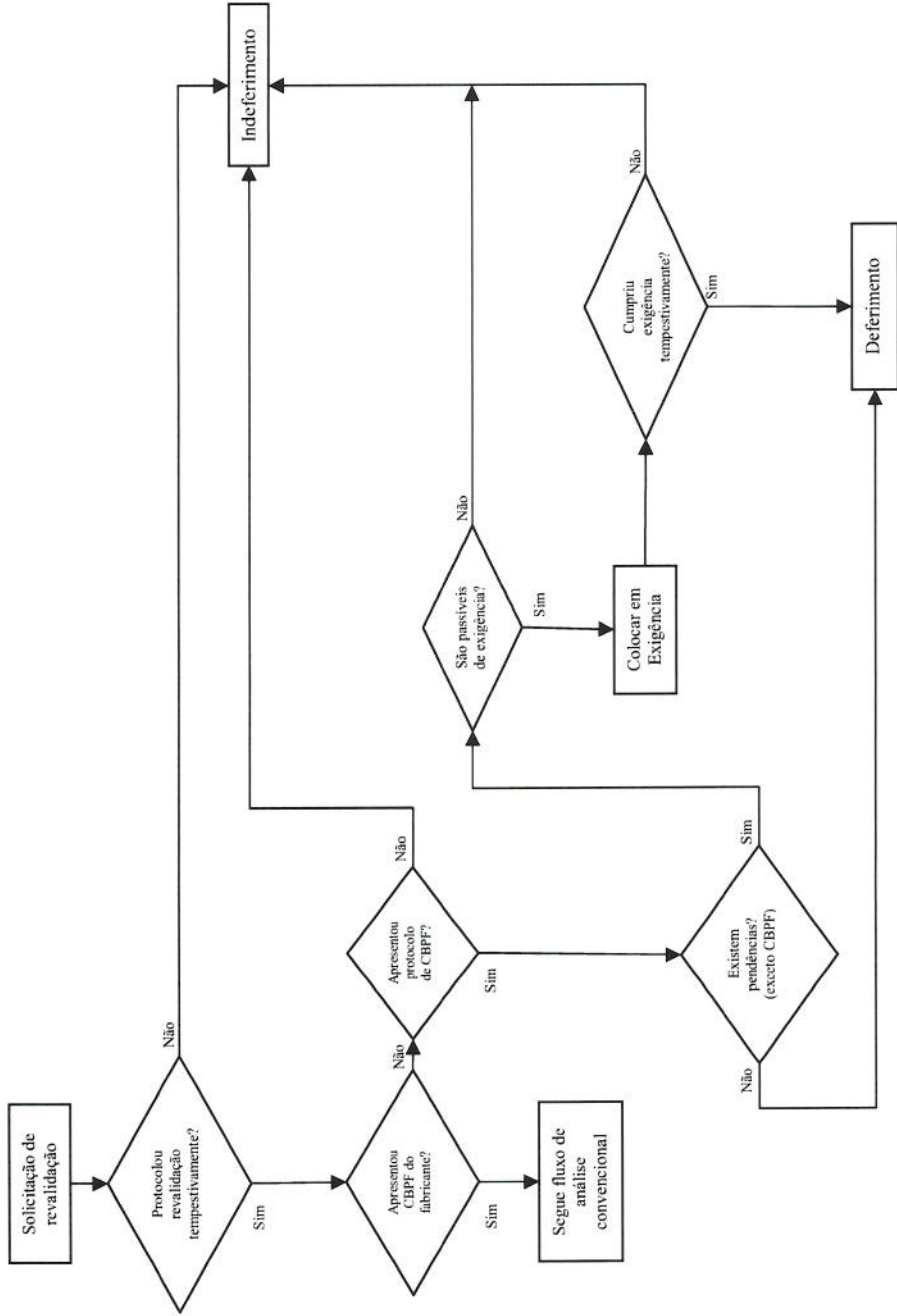 Solicitação de
revalidação
Protocolou
revalidação
tempestivamente?
Não
Sim
Indeferimento
Apresentou
CBPF do
fabricante?
Não
Sim
Segue fluxo de
análise
convencional
Apresentou
protocolo
de CBPF?
Não
Sim
Existem
pendências?
(exceto CBPF)
Sim
Não
São passíveis
de exigência?
Não
Sim
Colocar em
Exigência
Cumpriu
exigência
tempestivamente?
Não
Sim
Deferimento